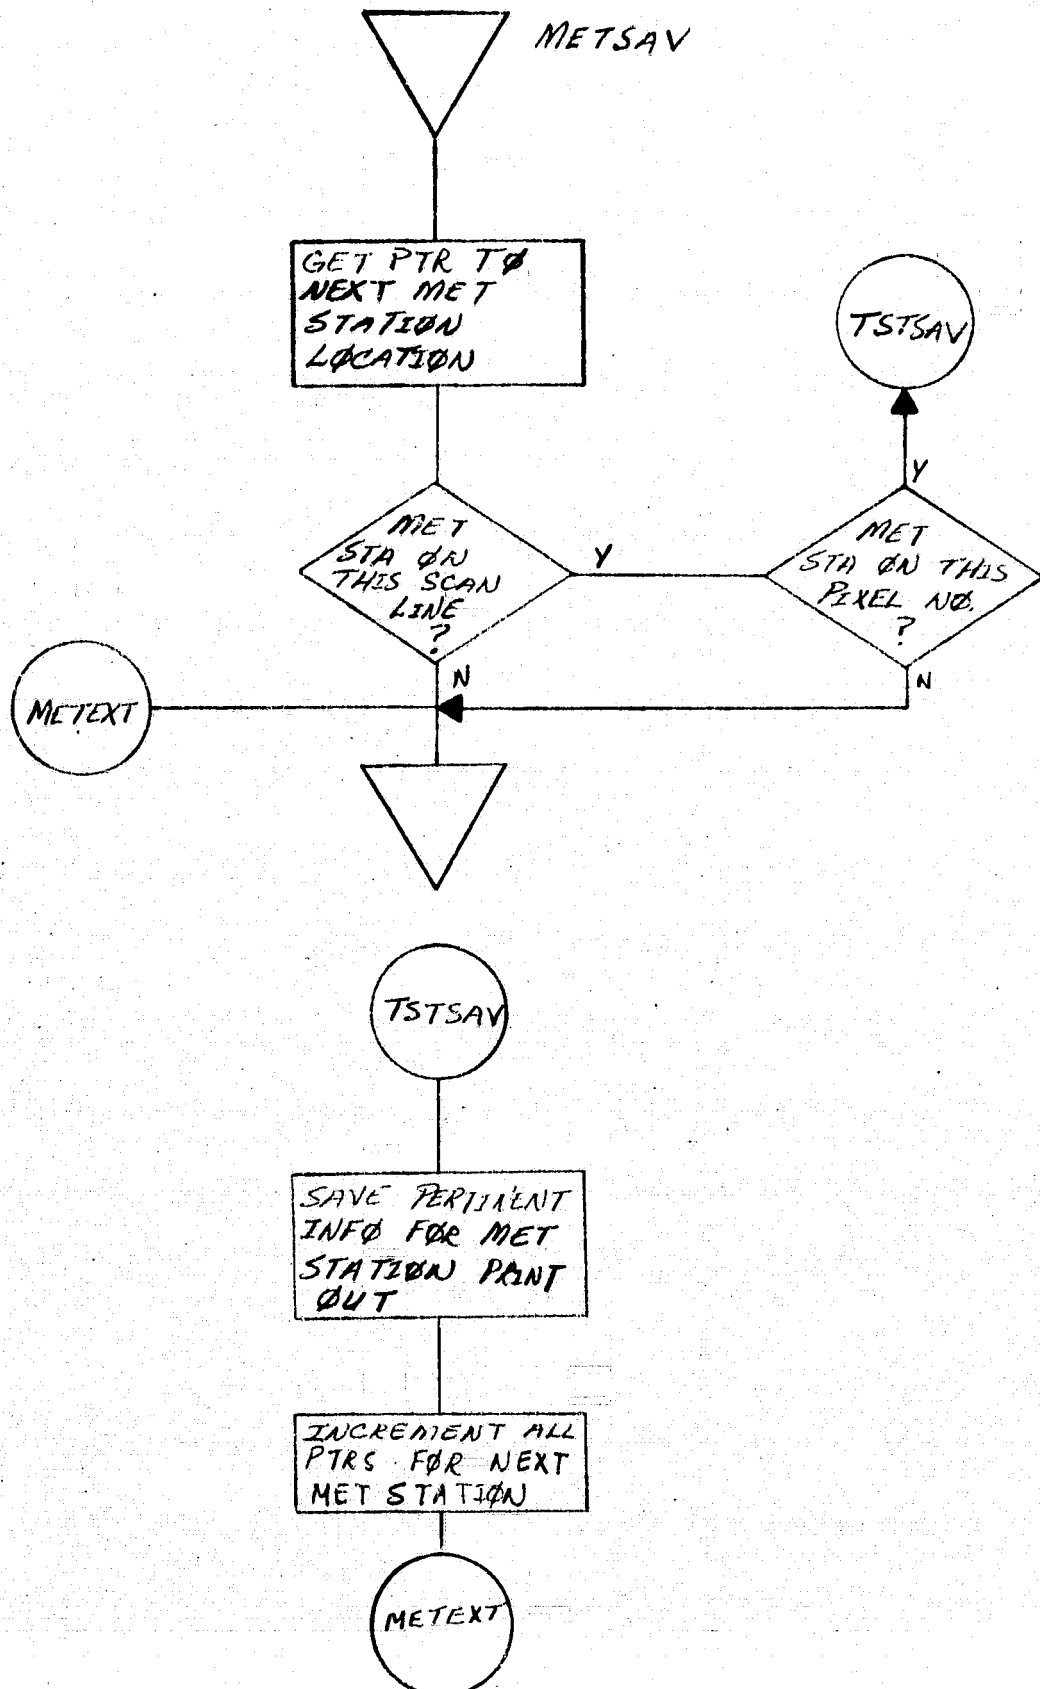 METSAV
GET PTR TØ
NEXT MET
STATIØN
LØCATIØN
TSTSAV
MET
STA ØN
THIS SCAN
LINE
?
Y
Y
MET
STA ØN THIS
PIXEL NØ.
?
N
N
METEXT
TSTSAV
SAVE PERTINENT
INFØ FØR MET
STATIØN PRINT
ØUT
INCREMENT ALL
PTRS FØR NEXT
MET STATIØN
METEXT